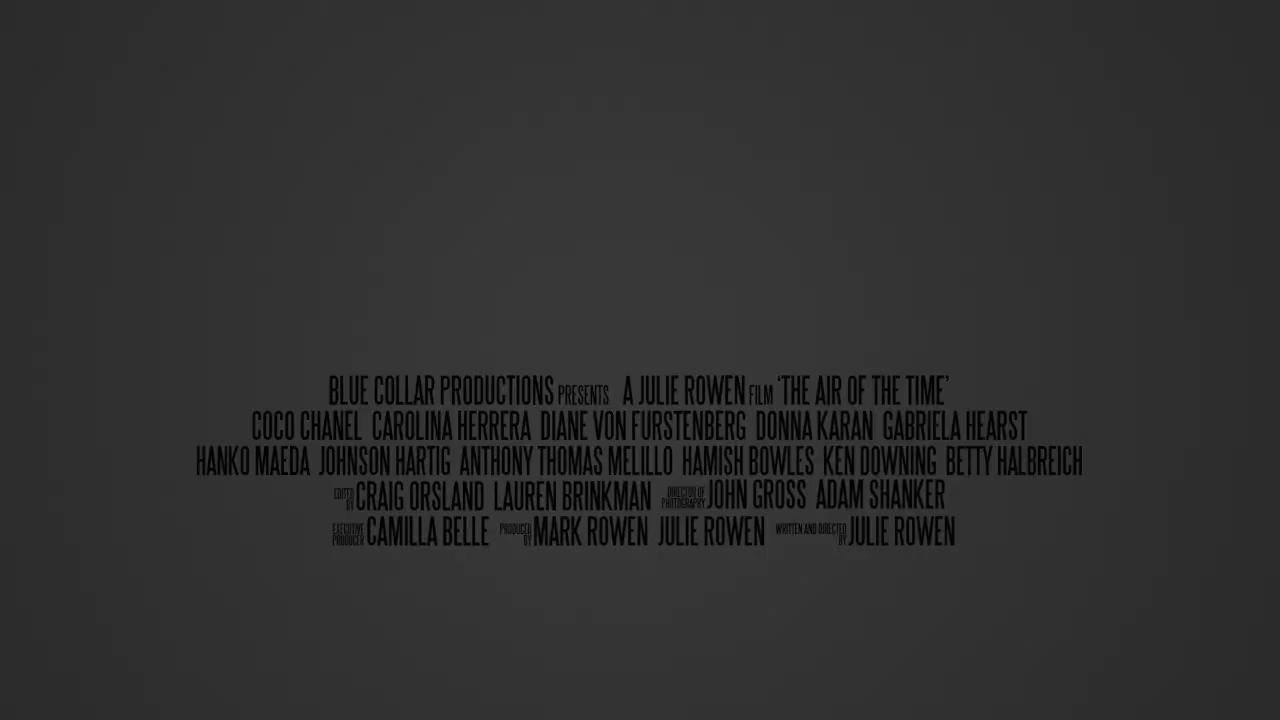 BLUE COLLAR PRODUCTIONS PRESENTS A JULIE ROWEN FILM ‘THE AIR OF THE TIME’
COCO CHANEL CAROLINA HERRERA DIANE VON FURSTENBERG DONNA KARAN GABRIELA HEARST
HANKO MAEDA JOHNSON HARTIG ANTHONY THOMAS MELILLO HAMISH BOWLES KEN DOWNING BETTY HALBREICH
EDITED BY CRAIG ORSLAND LAUREN BRINKMAN DIRECTOR OF PHOTOGRAPHY JOHN GROSS ADAM SHANKER
EXECUTIVE PRODUCER CAMILLA BELLE PRODUCED BY MARK ROWEN JULIE ROWEN WRITTEN AND DIRECTED BY JULIE ROWEN